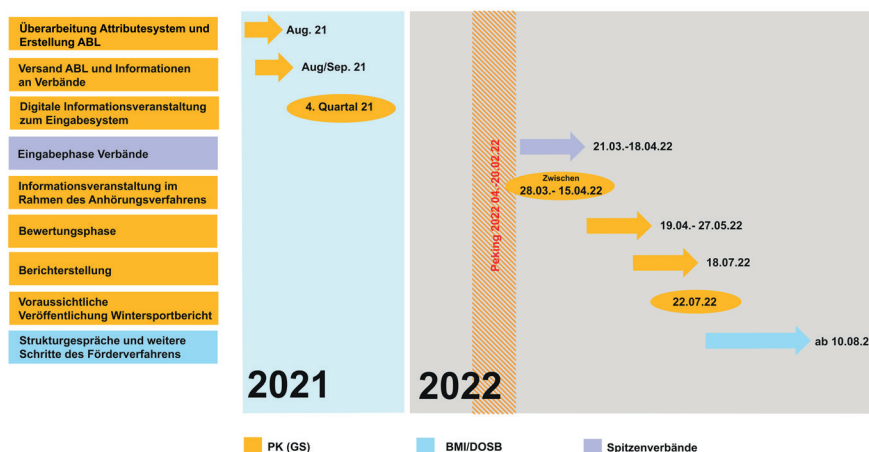 Überarbeitung Attributesystem und
Erstellung ABL
Aug. 21
Versand ABL und Informationen
an Verbände
Aug/Sep. 21
Digitale Informationsveranstaltung
zum Eingabesystem
4. Quartal 21
Eingabephase Verbände
21.03.-18.04.22
Informationsveranstaltung im
Rahmen des Anhörungsverfahrens
Zwischen
28.03.- 15.04.22
Bewertungsphase
19.04.- 27.05.22
Berichterstellung
18.07.22
Voraussichtliche
Veröffentlichung Wintersportbericht
22.07.22
Strukturgespräche und weitere
Schritte des Förderverfahrens
ab 10.08.2
Peking 2022 04.-20.02.22
2021
2022
PK (GS)
BMI/DOSB
Spitzenverbände